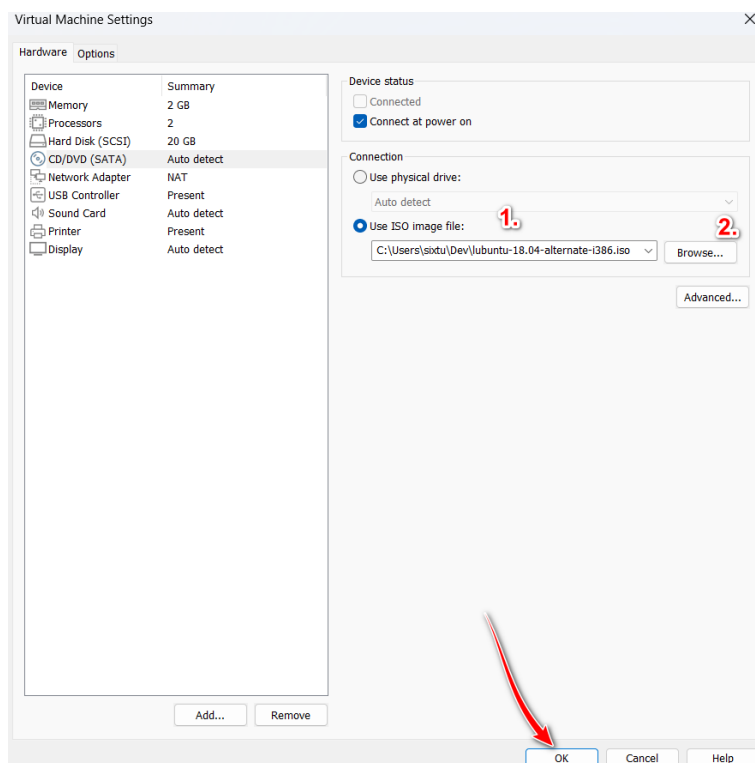 Virtual Machine Settings
Hardware Options
Device Summary
Memory 2 GB
Processors 2
Hard Disk (SCSI) 20 GB
CD/DVD (SATA) Auto detect
Network Adapter NAT
USB Controller Present
Sound Card Auto detect
Printer Present
Display Auto detect
Add... Remove
Device status
Connected
Connect at power on
Connection
Use physical drive:
Auto detect
1.
Use ISO image file:
2.
C:\Users\sixtu\Dev\lubuntu-18.04-alternate-i386.iso Browse...
Advanced...
OK Cancel Help